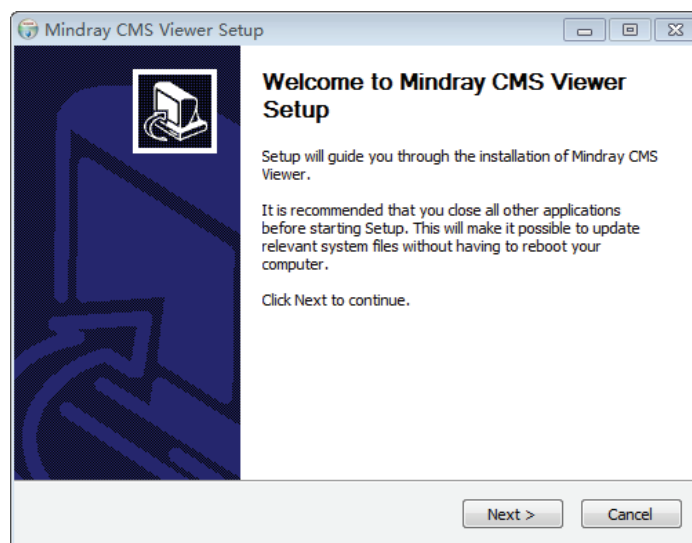 Mindray CMS Viewer Setup
Welcome to Mindray CMS Viewer
Setup
Setup will guide you through the installation of Mindray CMS
Viewer.
It is recommended that you close all other applications
before starting Setup. This will make it possible to update
relevant system files without having to reboot your
computer.
Click Next to continue.
Next >
Cancel